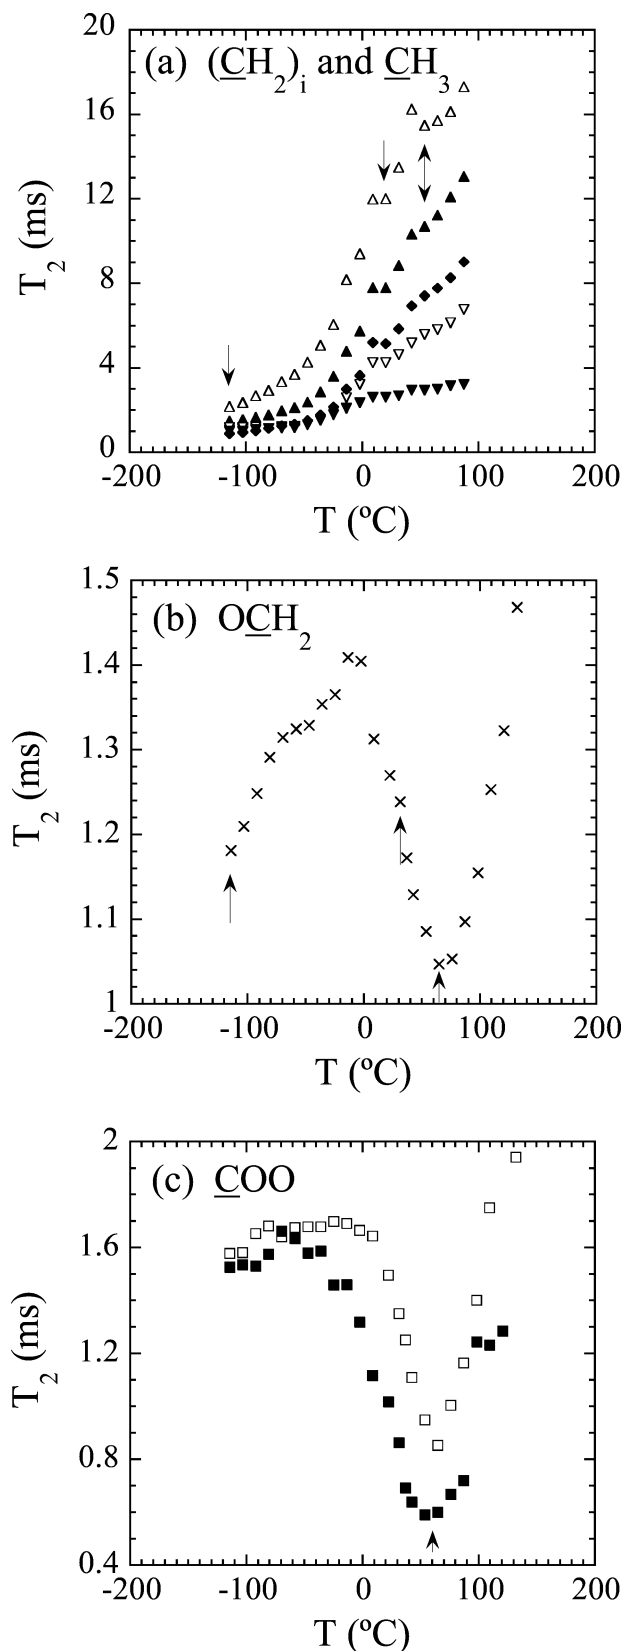 20
(a) (CH2)i and CH3
16
12
8
4
0
T2 (ms)
-200 -100 0 100 200
T (ºC)
1.5
(b) OCH2
1.4
1.3
1.2
1.1
1
T2 (ms)
-200 -100 0 100 200
T (ºC)
2
(c) COO
1.6
1.2
0.8
0.4
T2 (ms)
-200 -100 0 100 200
T (ºC)